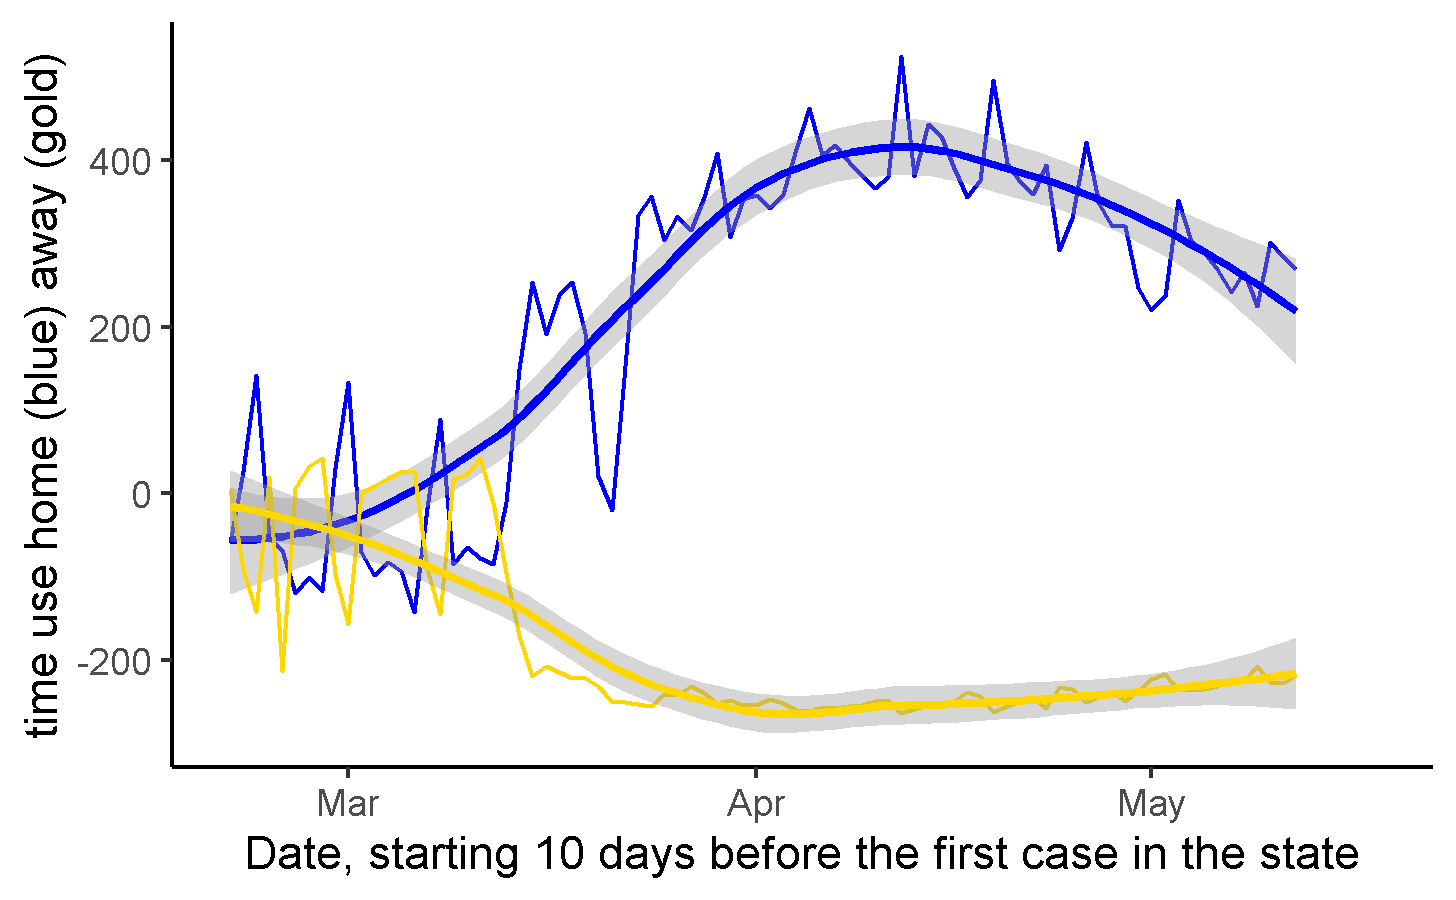 time use home (blue) away (gold)
400
200
0
-200
Mar
Apr
May
Date, starting 10 days before the first case in the state